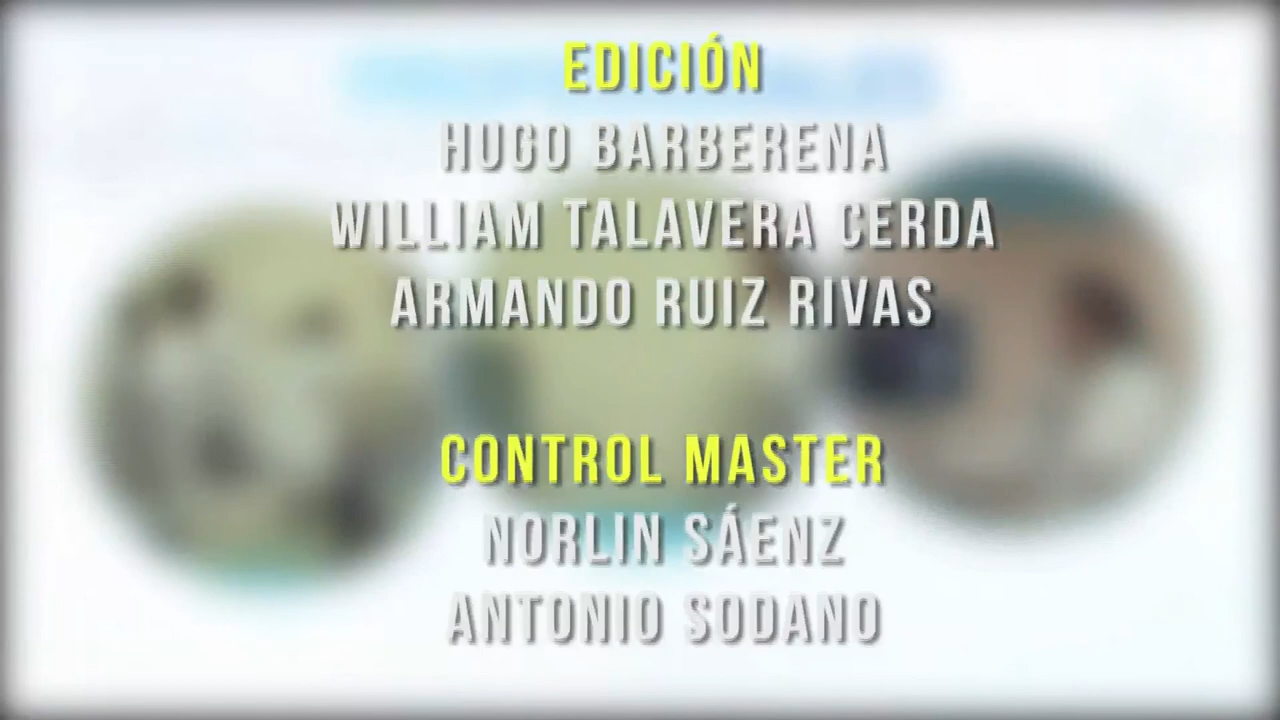 EDICIÓN
HUGO BARBERENA
WILLIAM TALAVERA CERDA
ARMANDO RUIZ RIVAS
CONTROL MASTER
NORLIN SÁENZ
ANTONIO SODANO